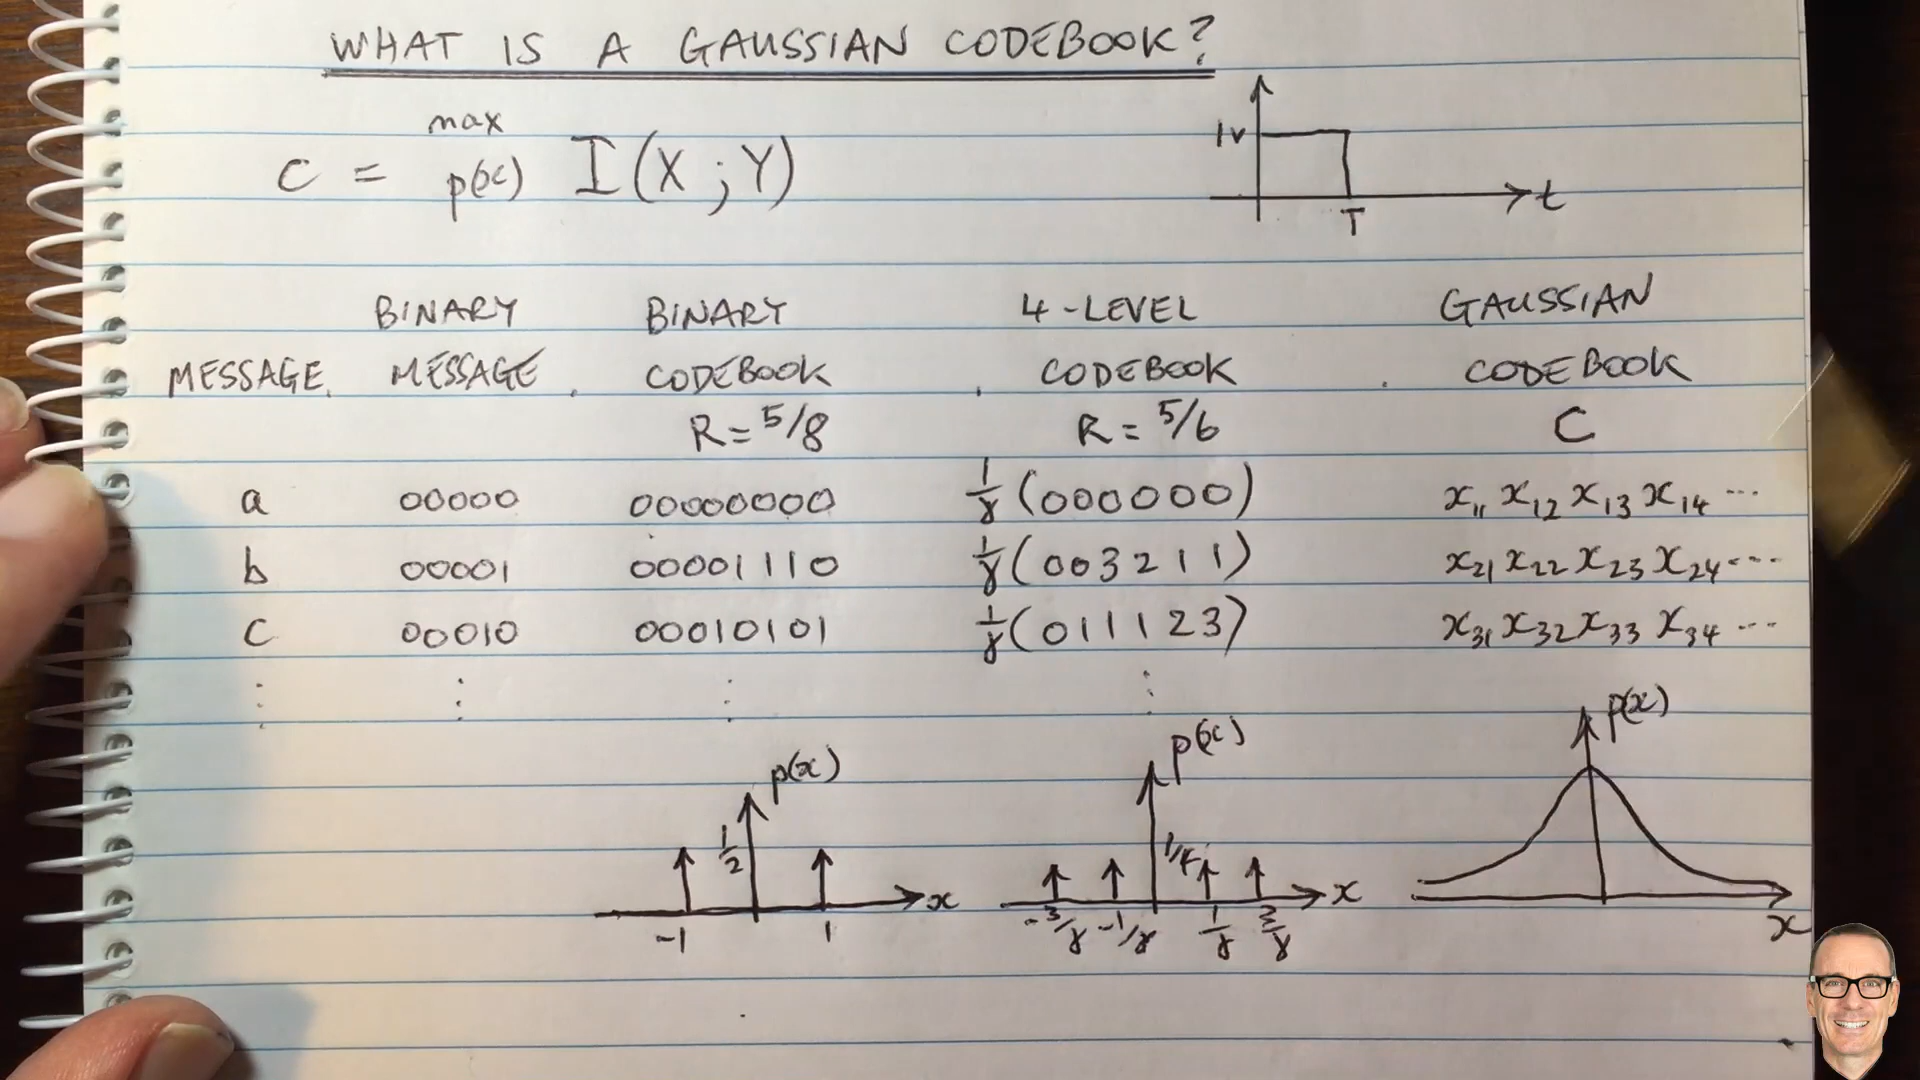 WHAT IS A GAUSSIAN CODEBOOK?
max
C = p(x) I(X;Y)
1v
t
T
BINARY BINARY 4-LEVEL GAUSSIAN
MESSAGE MESSAGE CODEBOOK CODEBOOK CODEBOOK
R = 5/8 R = 5/6 C
a 00000 00000000 1/γ (000000) x11 x12 x13 x14 ...
b 00001 00001110 1/γ (003211) x21 x22 x23 x24 ...
c 00010 00010101 1/γ (011123) x31 x32 x33 x34 ...
⋮ ⋮ ⋮ ⋮
p(x) p(x) p(x)
1/2 1/4
x x x
-1 1 -3/γ -1/γ 1/γ 3/γ